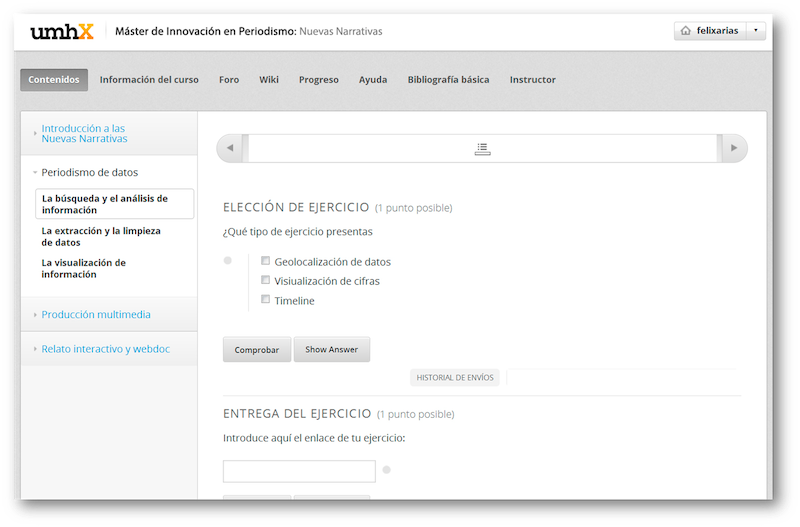 umhX Máster de Innovación en Periodismo: Nuevas Narrativas
felixarias
Contenidos Información del curso Foro Wiki Progreso Ayuda Bibliografía básica Instructor
Introducción a las
Nuevas Narrativas
Periodismo de datos
La búsqueda y el análisis de
información
La extracción y la limpieza
de datos
La visualización de
información
Producción multimedia
Relato interactivo y webdoc
ELECCIÓN DE EJERCICIO (1 punto posible)
¿Qué tipo de ejercicio presentas
Geolocalización de datos
Visiualización de cifras
Timeline
Comprobar Show Answer
HISTORIAL DE ENVÍOS
ENTREGA DEL EJERCICIO (1 punto posible)
Introduce aquí el enlace de tu ejercicio: